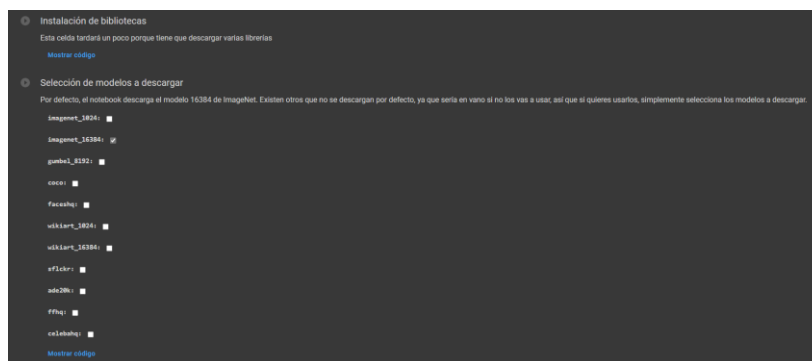 Instalación de bibliotecas
Esta celda tardará un poco porque tiene que descargar varias librerías
Mostrar código
Selección de modelos a descargar
Por defecto, el notebook descarga el modelo 16384 de ImageNet. Existen otros que no se descargan por defecto, ya que sería en vano si no los vas a usar, así que si quieres usarlos, simplemente selecciona los modelos a descargar.
imagenet_1024:
imagenet_16384:
gumbel_8192:
coco:
faceshq:
wikiart_1024:
wikiart_16384:
sflckr:
ade20k:
ffhq:
celebahq:
Mostrar código